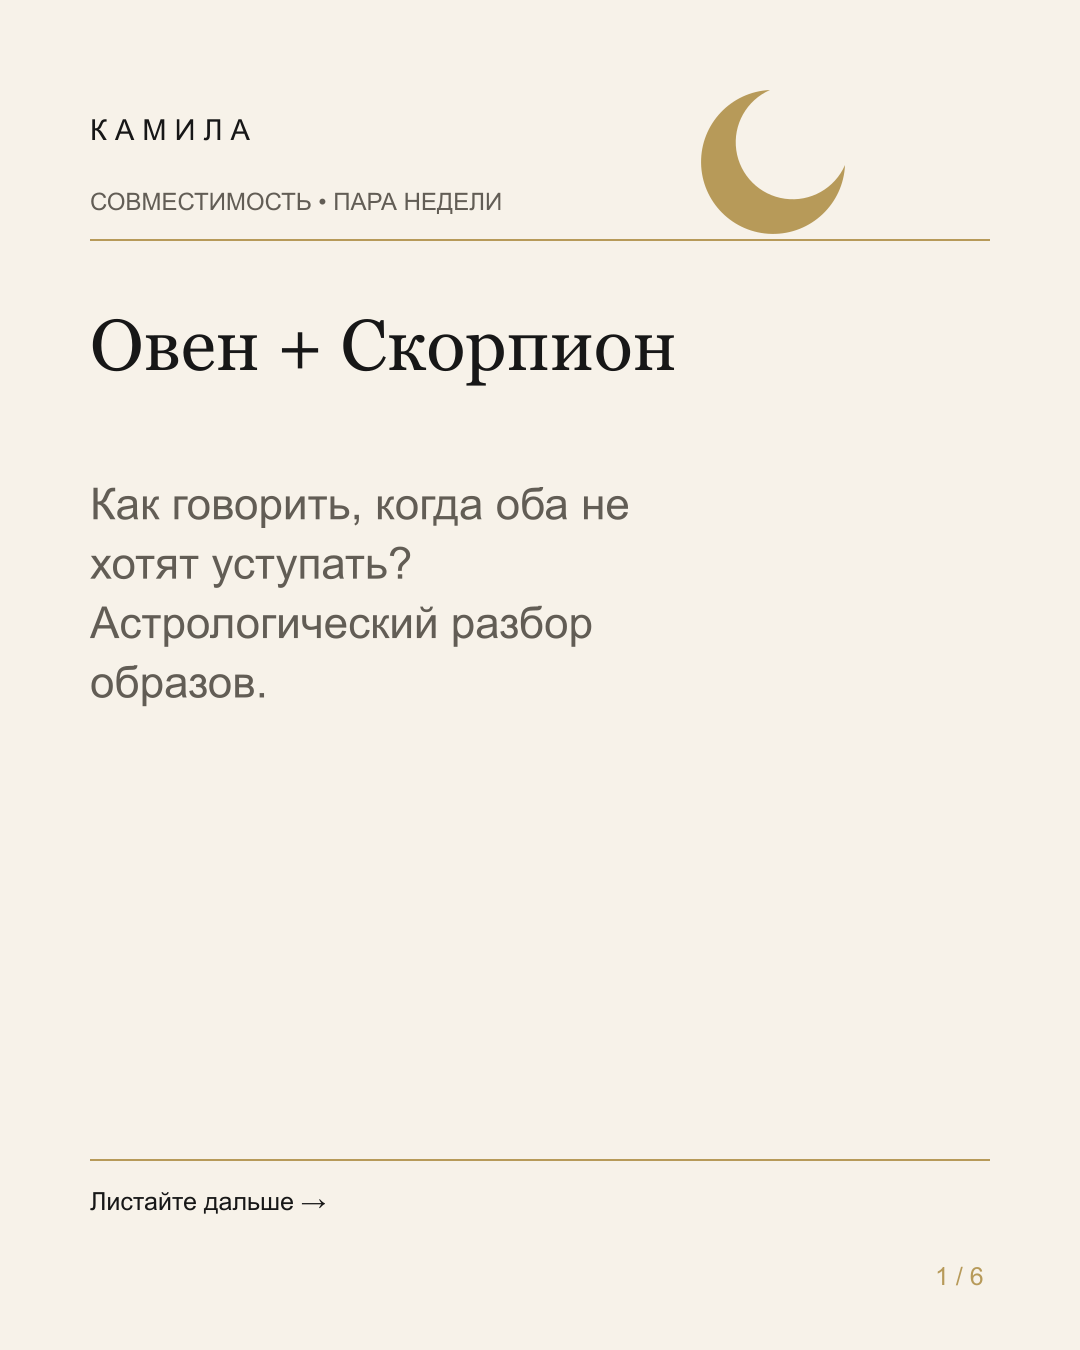 КАМИЛА
СОВМЕСТИМОСТЬ • ПАРА НЕДЕЛИ
Овен + Скорпион
Как говорить, когда оба не
хотят уступать?
Астрологический разбор
образов.
Листайте дальше →
1 / 6